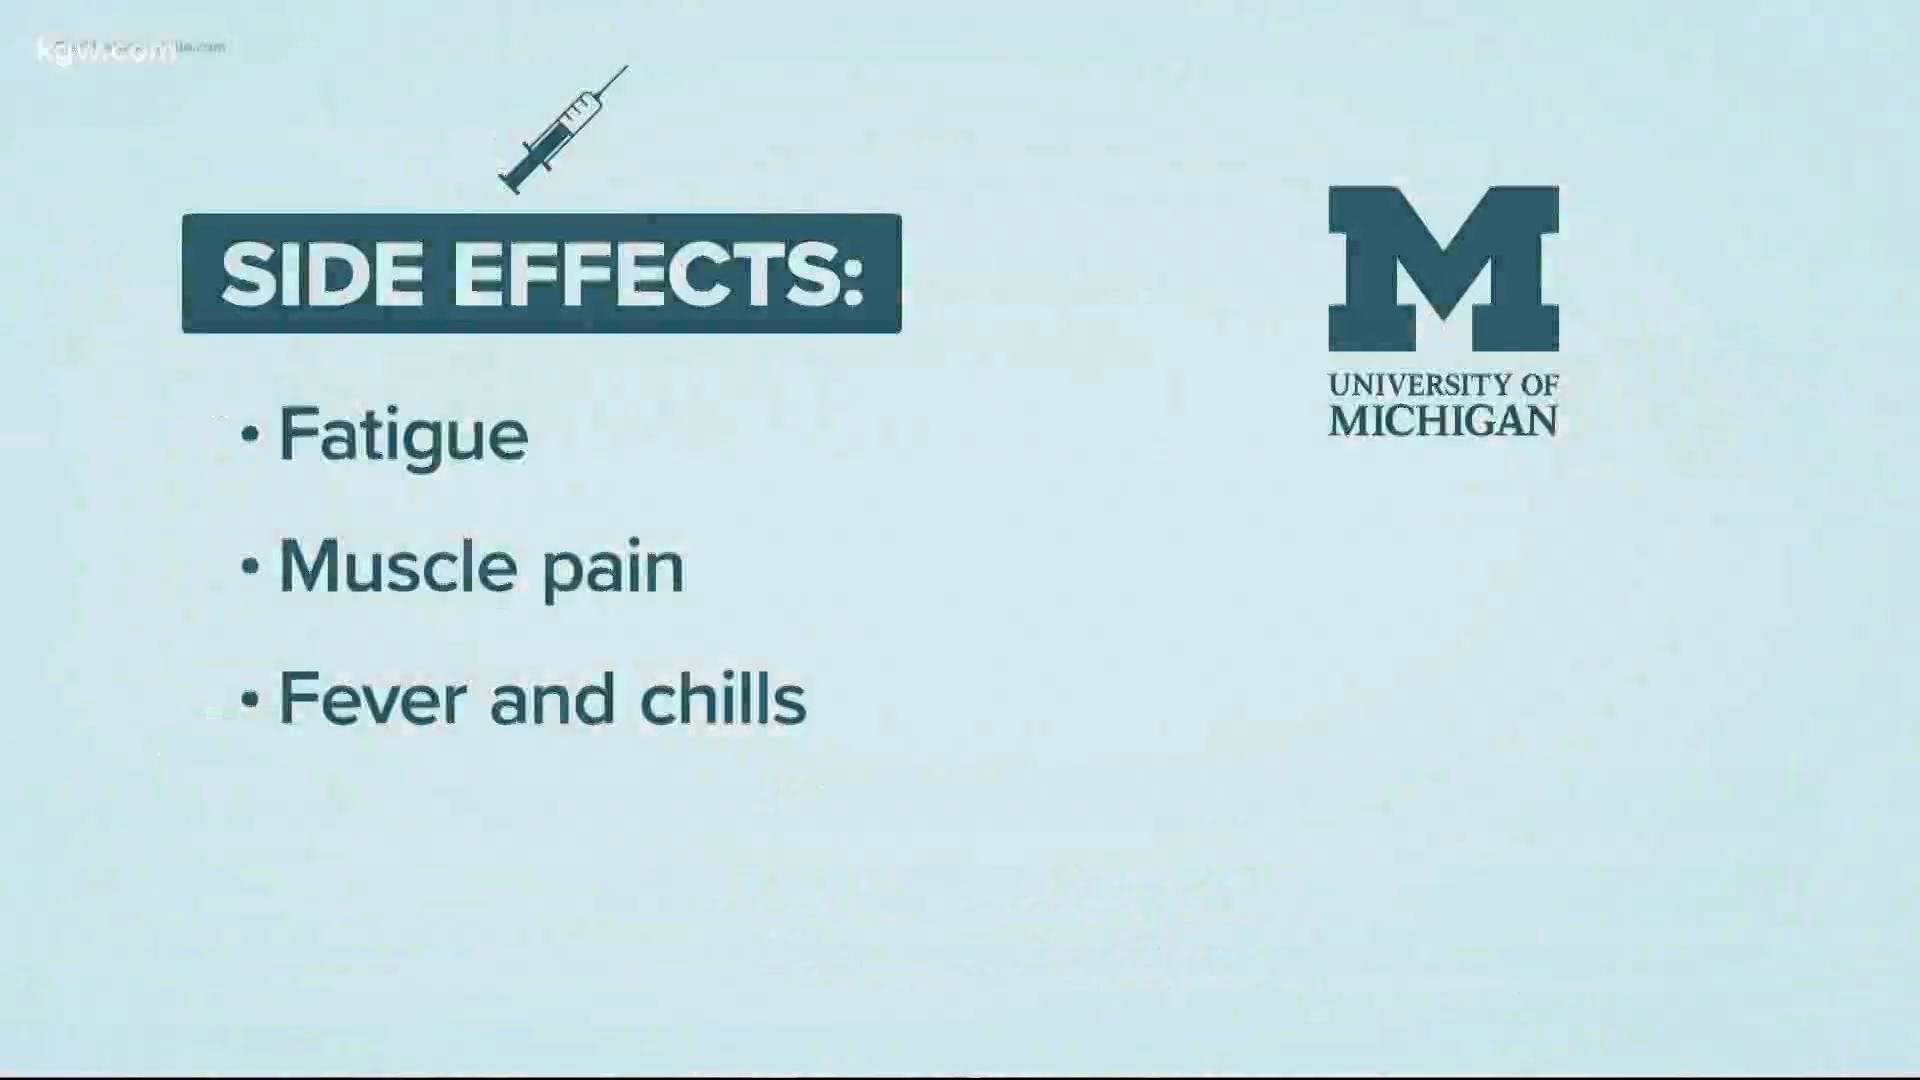 kgw.com
SIDE EFFECTS:
• Fatigue
• Muscle pain
• Fever and chills
M
UNIVERSITY OF
MICHIGAN